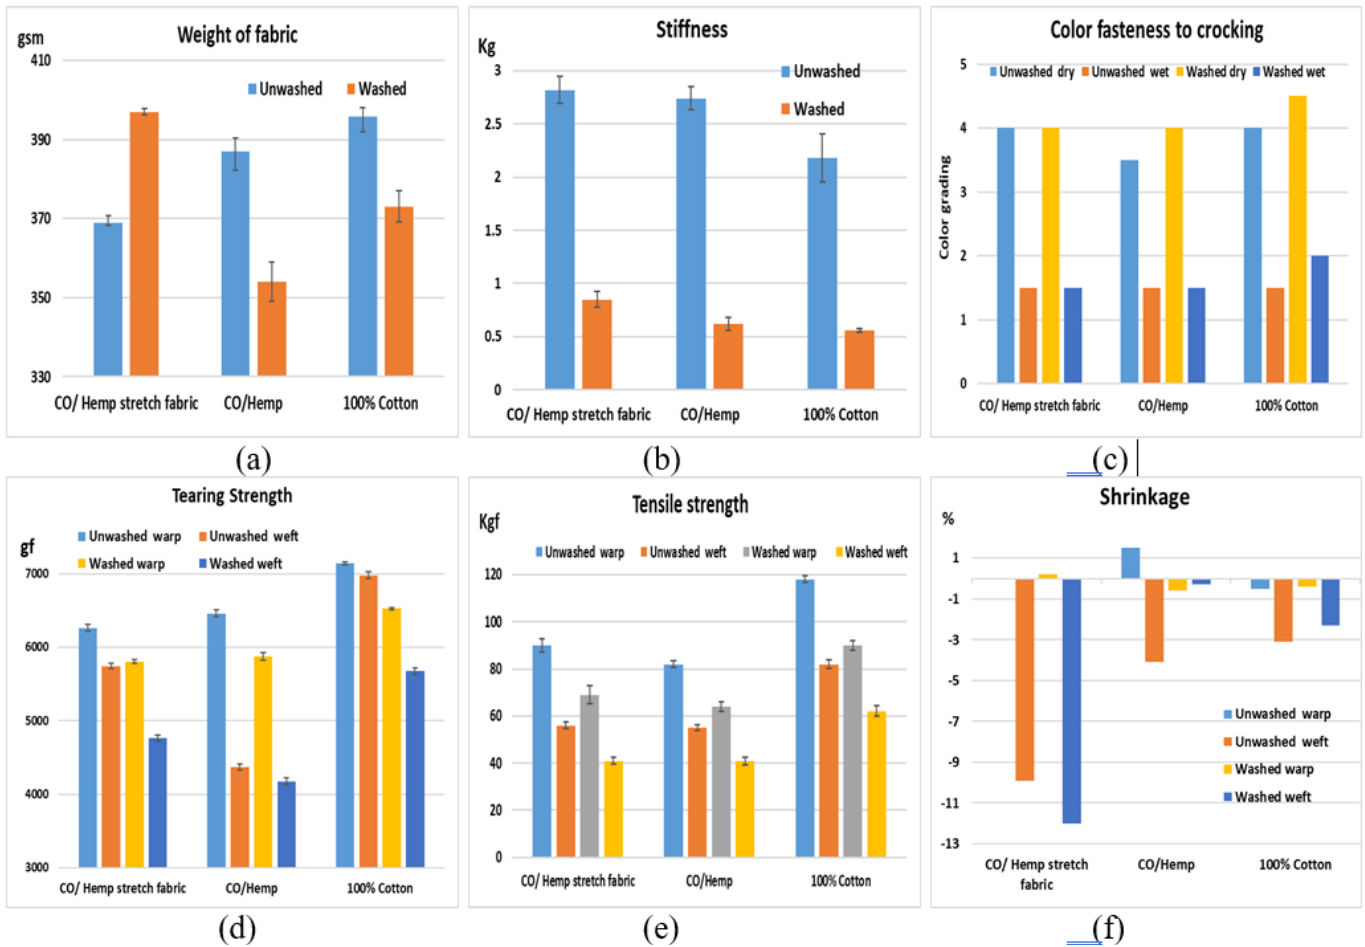 Weight of fabric
gsm
410
390
370
350
330
Unwashed Washed
CO/ Hemp stretch fabric CO/Hemp 100% Cotton
(a)
Stiffness
Kg
3
2.5
2
1.5
1
0.5
0
Unwashed
Washed
CO/ Hemp stretch fabric CO/Hemp 100% Cotton
(b)
Color fasteness to crocking
Color grading
5
4
3
2
1
0
Unwashed dry Unwashed wet Washed dry Washed wet
CO/ Hemp stretch fabric CO/Hemp 100% Cotton
(c)
Tearing Strength
gf
Unwashed warp Unwashed weft
Washed warp Washed weft
7000
6000
5000
4000
3000
CO/ Hemp stretch fabric CO/Hemp 100% Cotton
(d)
Tensile strength
Kgf
Unwashed warp Unwashed weft Washed warp Washed weft
120
100
80
60
40
20
0
CO/ Hemp stretch fabric CO/Hemp 100% Cotton
(e)
Shrinkage
%
1
-1
-3
-5
-7
-9
-11
-13
Unwashed warp
Unwashed weft
Washed warp
Washed weft
CO/ Hemp stretch CO/Hemp 100% Cotton
fabric
(f)